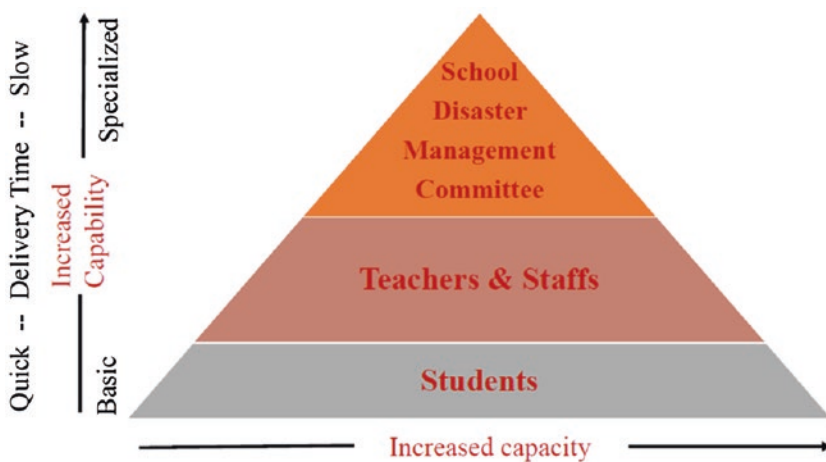 School
Disaster
Management
Committee
Teachers & Staffs
Students
Quick -- Delivery Time -- Slow
Increased
Capability
Basic
Specialized
Increased capacity